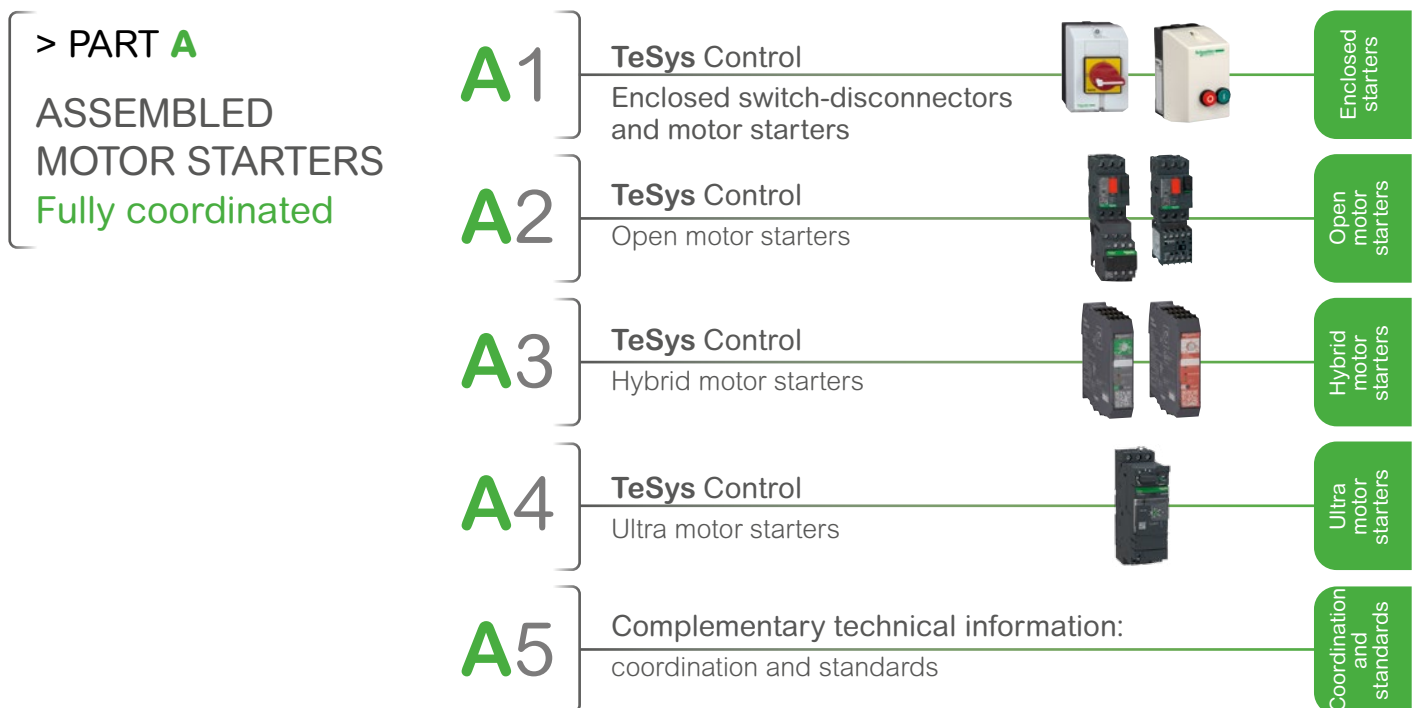 > PART A
ASSEMBLED
MOTOR STARTERS
Fully coordinated
A1
TeSys Control
Enclosed switch-disconnectors
and motor starters
Enclosed
starters
A2
TeSys Control
Open motor starters
Open
motor
starters
A3
TeSys Control
Hybrid motor starters
Hybrid
motor
starters
A4
TeSys Control
Ultra motor starters
Ultra
motor
starters
A5
Complementary technical information:
coordination and standards
Coordination
and
standards